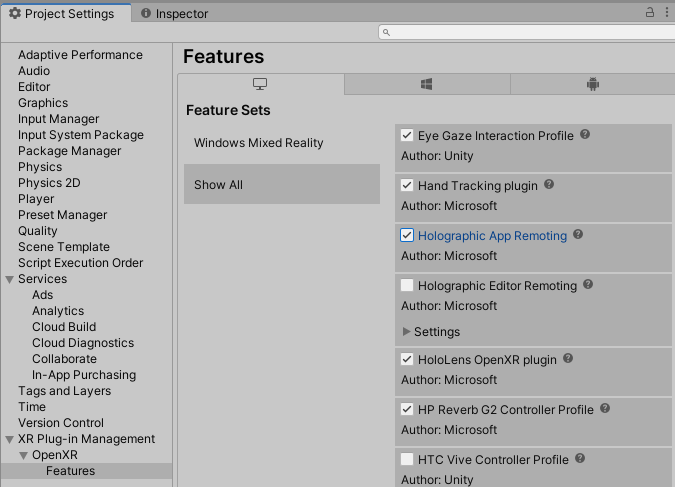 Project Settings
Inspector
Adaptive Performance
Audio
Editor
Graphics
Input Manager
Input System Package
Package Manager
Physics
Physics 2D
Player
Preset Manager
Quality
Scene Template
Script Execution Order
Services
Ads
Analytics
Cloud Build
Cloud Diagnostics
Collaborate
In-App Purchasing
Tags and Layers
Time
Version Control
XR Plug-in Management
OpenXR
Features
Features
Feature Sets
Windows Mixed Reality
Show All
Eye Gaze Interaction Profile
Author: Unity
Hand Tracking plugin
Author: Microsoft
Holographic App Remoting
Author: Microsoft
Holographic Editor Remoting
Author: Microsoft
Settings
HoloLens OpenXR plugin
Author: Microsoft
HP Reverb G2 Controller Profile
Author: Microsoft
HTC Vive Controller Profile
Author: Unity